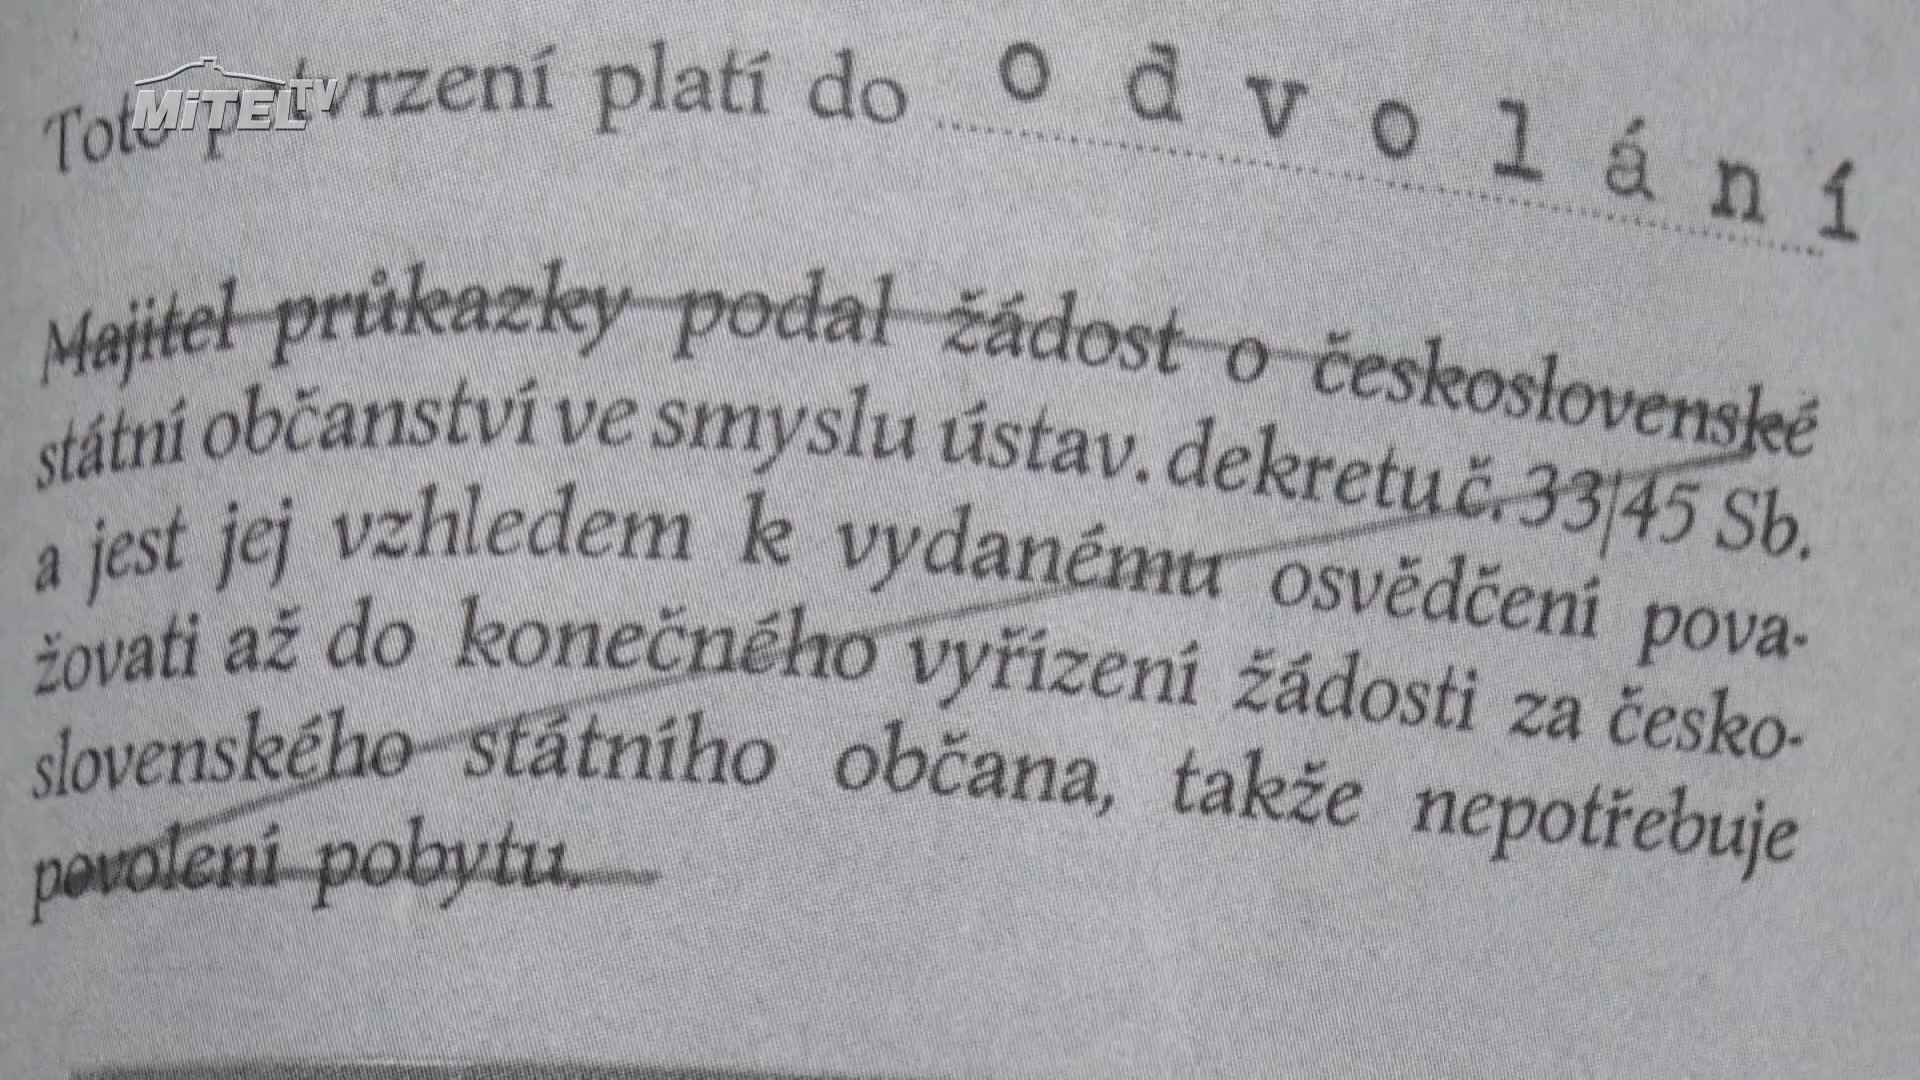 MiTEL TV
Toto potvrzení platí do odvolání
Majitel průkazky podal žádost o československé
státní občanství ve smyslu ústav. dekretu č. 33|45 Sb.
a jest jej vzhledem k vydanému osvědčení pova-
žovati až do konečného vyřízení žádosti za česko-
slovenského státního občana, takže nepotřebuje
povolení pobytu.